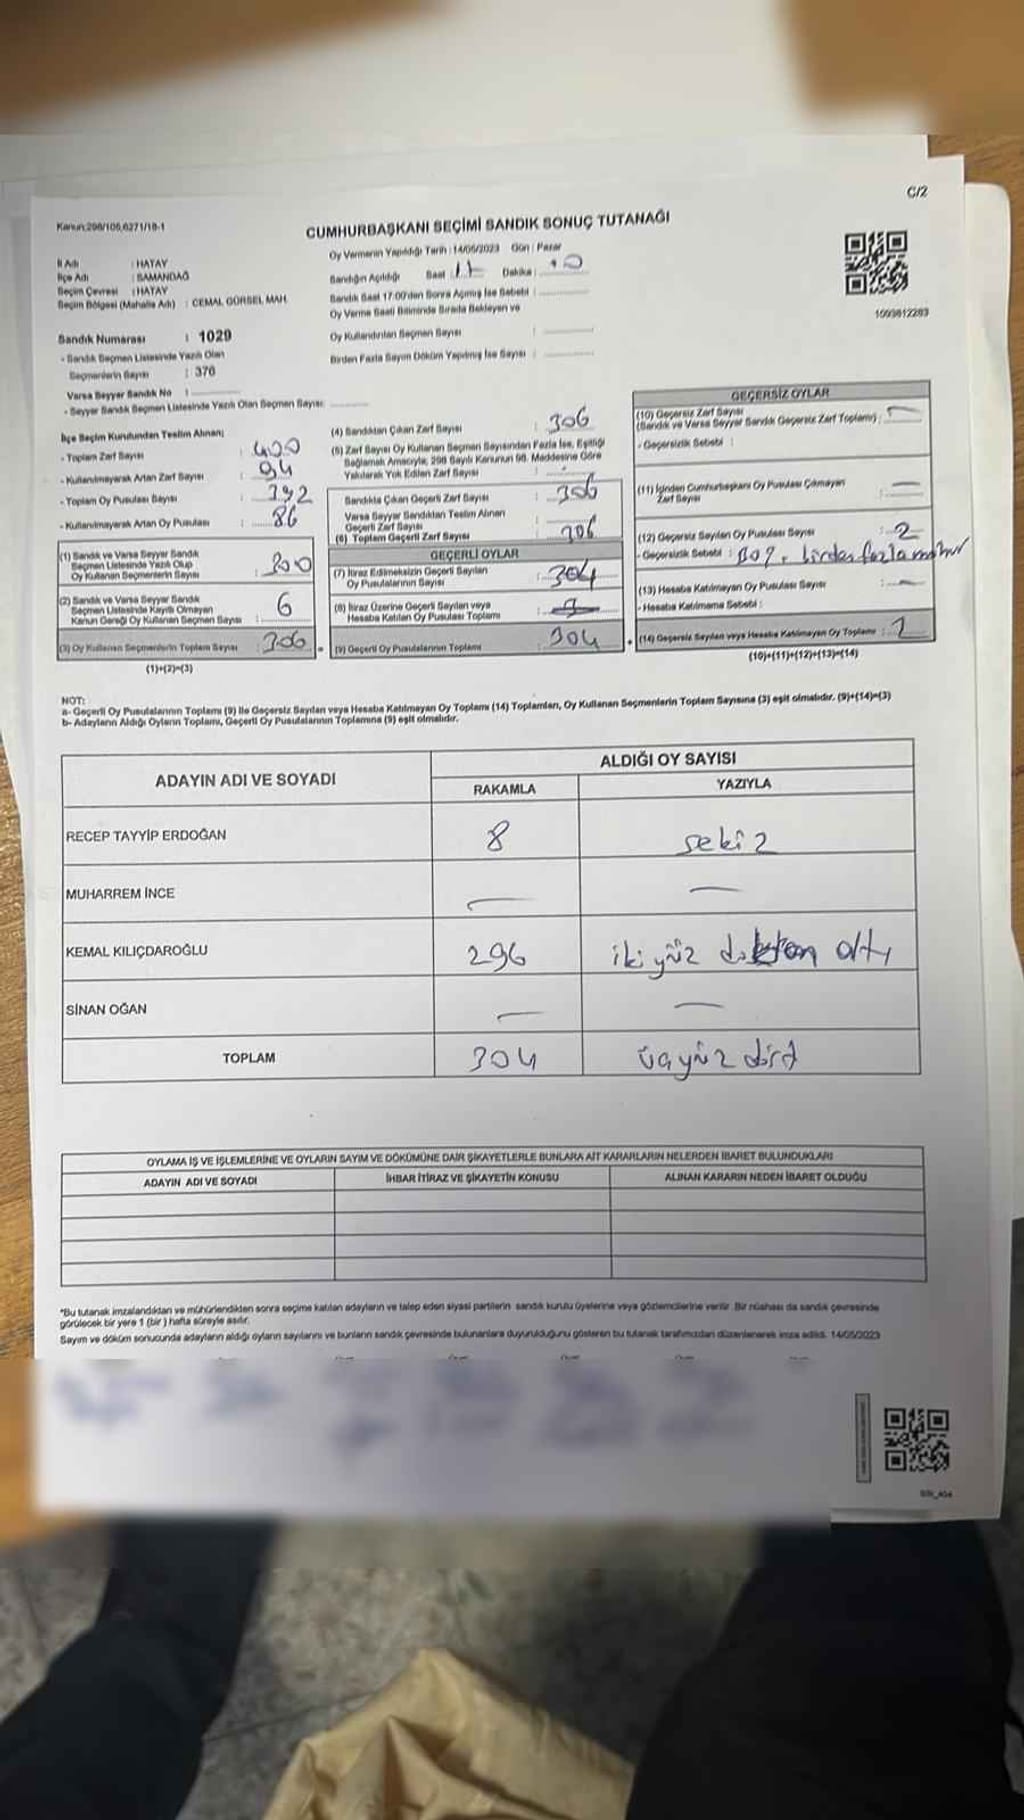 C/2
Kanun:298/106,6271/18-1
CUMHURBAŞKANI SEÇİMİ SANDIK SONUÇ TUTANAĞI
İl Adı : HATAY
İlçe Adı : SAMANDAĞ
Seçim Çevresi : HATAY
Seçim Bölgesi (Mahalle Adı) : CEMAL GÜRSEL MAH.
Oy Vermenin Yapıldığı Tarih : 14/05/2023 Gün : Pazar
Sandığın Açıldığı Saat : 17 Dakika :
Sandık Saat 17:00'den Sonra Açılmış İse Sebebi :
Oy Verme Saati Bitiminde Sırada Bekleyen ve
Oy Kullandırılan Seçmen Sayısı :
Birden Fazla Sayım Döküm Yapılmış İse Sayısı :
1009812283
Sandık Numarası : 1029
- Sandık Seçmen Listesinde Yazılı Olan
Seçmenlerin Sayısı : 376
Varsa Seyyar Sandık No :
- Seyyar Sandık Seçmen Listesinde Yazılı Olan Seçmen Sayısı:
İlçe Seçim Kurulundan Teslim Alınan;
- Toplam Zarf Sayısı : 400
- Kullanılmayarak Artan Zarf Sayısı : 94
- Toplam Oy Pusulası Sayısı : 392
- Kullanılmayarak Artan Oy Pusulası : 86
(1) Sandık ve Varsa Seyyar Sandık
Seçmen Listesinde Yazılı Olup
Oy Kullanan Seçmenlerin Sayısı : 300
(2) Sandık ve Varsa Seyyar Sandık
Seçmen Listesinde Kayıtlı Olmayan
Kanun Gereği Oy Kullanan Seçmen Sayısı : 6
(3) Oy Kullanan Seçmenlerin Toplam Sayısı : 306
(1)+(2)=(3)
(4) Sandıktan Çıkan Zarf Sayısı : 306
(5) Zarf Sayısı Oy Kullanan Seçmen Sayısından Fazla İse, Eşitliği
Sağlamak Amacıyla, 298 Sayılı Kanunun 98. Maddesine Göre
Yakılarak Yok Edilen Zarf Sayısı :
Sandıkta Çıkan Geçerli Zarf Sayısı : 306
Varsa Seyyar Sandıktan Teslim Alınan
Geçerli Zarf Sayısı :
(6) Toplam Geçerli Zarf Sayısı : 306
GEÇERLİ OYLAR
(7) İtiraz Edilmeksizin Geçerli Sayılan
Oy Pusulalarının Sayısı : 304
(8) İtiraz Üzerine Geçerli Sayılan veya
Hesaba Katılan Oy Pusulası Toplamı :
(9) Geçerli Oy Pusulalarının Toplamı 304
GEÇERSİZ OYLAR
(10) Geçersiz Zarf Sayısı
(Sandık ve Varsa Seyyar Sandık Geçersiz Zarf Toplamı) : —
- Geçersizlik Sebebi :
(11) İçinden Cumhurbaşkanı Oy Pusulası Çıkmayan
Zarf Sayısı : —
(12) Geçersiz Sayılan Oy Pusulası Sayısı : 2
- Geçersizlik Sebebi : Boş, birden fazla mühür
(13) Hesaba Katılmayan Oy Pusulası Sayısı : —
- Hesaba Katılmama Sebebi :
(14) Geçersiz Sayılan veya Hesaba Katılmayan Oy Toplamı : 2
(10)+(11)+(12)+(13)=(14)
NOT:
a- Geçerli Oy Pusulalarının Toplamı (9) ile Geçersiz Sayılan veya Hesaba Katılmayan Oy Toplamı (14) Toplamları, Oy Kullanan Seçmenlerin Toplam Sayısına (3) eşit olmalıdır. (9)+(14)=(3)
b- Adayların Aldığı Oyların Toplamı, Geçerli Oy Pusulalarının Toplamına (9) eşit olmalıdır.
ADAYIN ADI VE SOYADI
ALDIĞI OY SAYISI
RAKAMLA YAZIYLA
RECEP TAYYİP ERDOĞAN 8 sekiz
MUHARREM İNCE — —
KEMAL KILIÇDAROĞLU 296 ikiyüz doksan altı
SİNAN OĞAN — —
TOPLAM 304 üçyüz dört
OYLAMA İŞ VE İŞLEMLERİNE VE OYLARIN SAYIM VE DÖKÜMÜNE DAİR ŞİKAYETLERLE BUNLARA AİT KARARLARIN NELERDEN İBARET BULUNDUKLARI
ADAYIN ADI VE SOYADI İHBAR İTİRAZ VE ŞİKAYETİN KONUSU ALINAN KARARIN NEDEN İBARET OLDUĞU
*Bu tutanak imzalandıktan ve mühürlendikten sonra seçime katılan adayların ve talep eden siyasi partilerin sandık kurulu üyelerine veya gözlemcilerine verilir. Bir nüshası da sandık çevresinde
görülecek bir yere 1 (bir) hafta süreyle asılır.
Sayım ve döküm sonucunda adayların aldığı oyların sayılarını ve bunların sandık çevresinde bulunanlara duyurulduğunu gösteren bu tutanak tarafımızdan düzenlenerek imza edildi. 14/05/2023